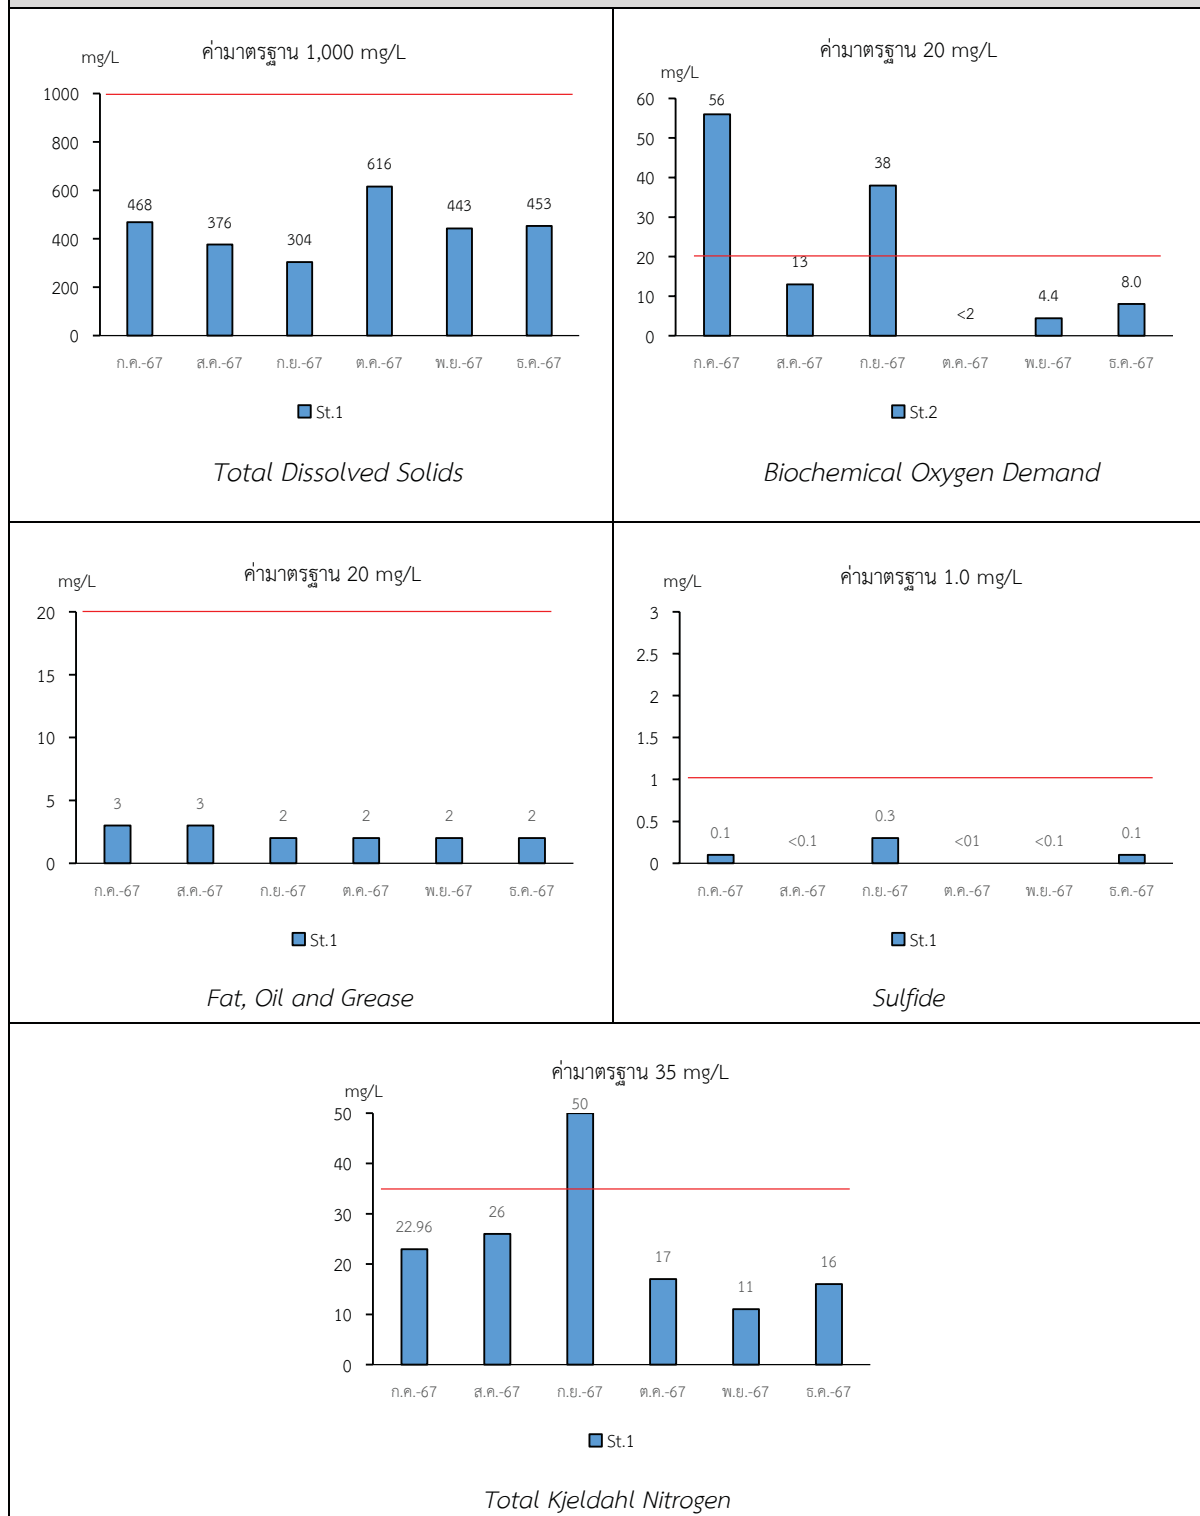 ค่ามาตรฐาน 1,000 mg/L
mg/L
1000
800
600
400
200
0
468
376
304
616
443
453
ก.ค.-67 ส.ค.-67 ก.ย.-67 ต.ค.-67 พ.ย.-67 ธ.ค.-67
St.1
Total Dissolved Solids
ค่ามาตรฐาน 20 mg/L
mg/L
60
50
40
30
20
10
0
56
13
38
<2
4.4
8.0
ก.ค.-67 ส.ค.-67 ก.ย.-67 ต.ค.-67 พ.ย.-67 ธ.ค.-67
St.2
Biochemical Oxygen Demand
ค่ามาตรฐาน 20 mg/L
mg/L
20
15
10
5
0
3
3
2
2
2
2
ก.ค.-67 ส.ค.-67 ก.ย.-67 ต.ค.-67 พ.ย.-67 ธ.ค.-67
St.1
Fat, Oil and Grease
ค่ามาตรฐาน 1.0 mg/L
mg/L
3
2.5
2
1.5
1
0.5
0
0.1
<0.1
0.3
<01
<0.1
0.1
ก.ค.-67 ส.ค.-67 ก.ย.-67 ต.ค.-67 พ.ย.-67 ธ.ค.-67
St.1
Sulfide
ค่ามาตรฐาน 35 mg/L
mg/L
50
40
30
20
10
0
22.96
26
50
17
11
16
ก.ค.-67 ส.ค.-67 ก.ย.-67 ต.ค.-67 พ.ย.-67 ธ.ค.-67
St.1
Total Kjeldahl Nitrogen